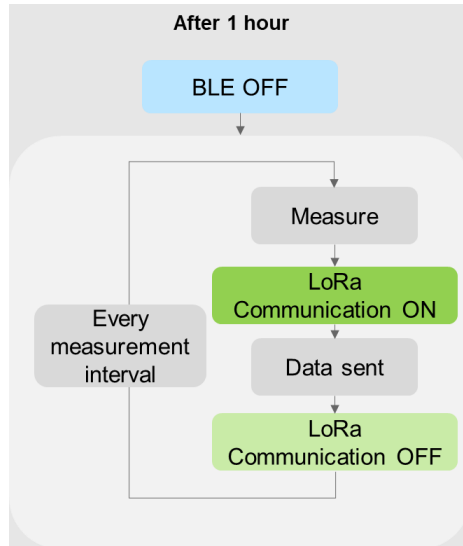 After 1 hour
BLE OFF
Measure
LoRa
Communication ON
Every
measurement
interval
Data sent
LoRa
Communication OFF